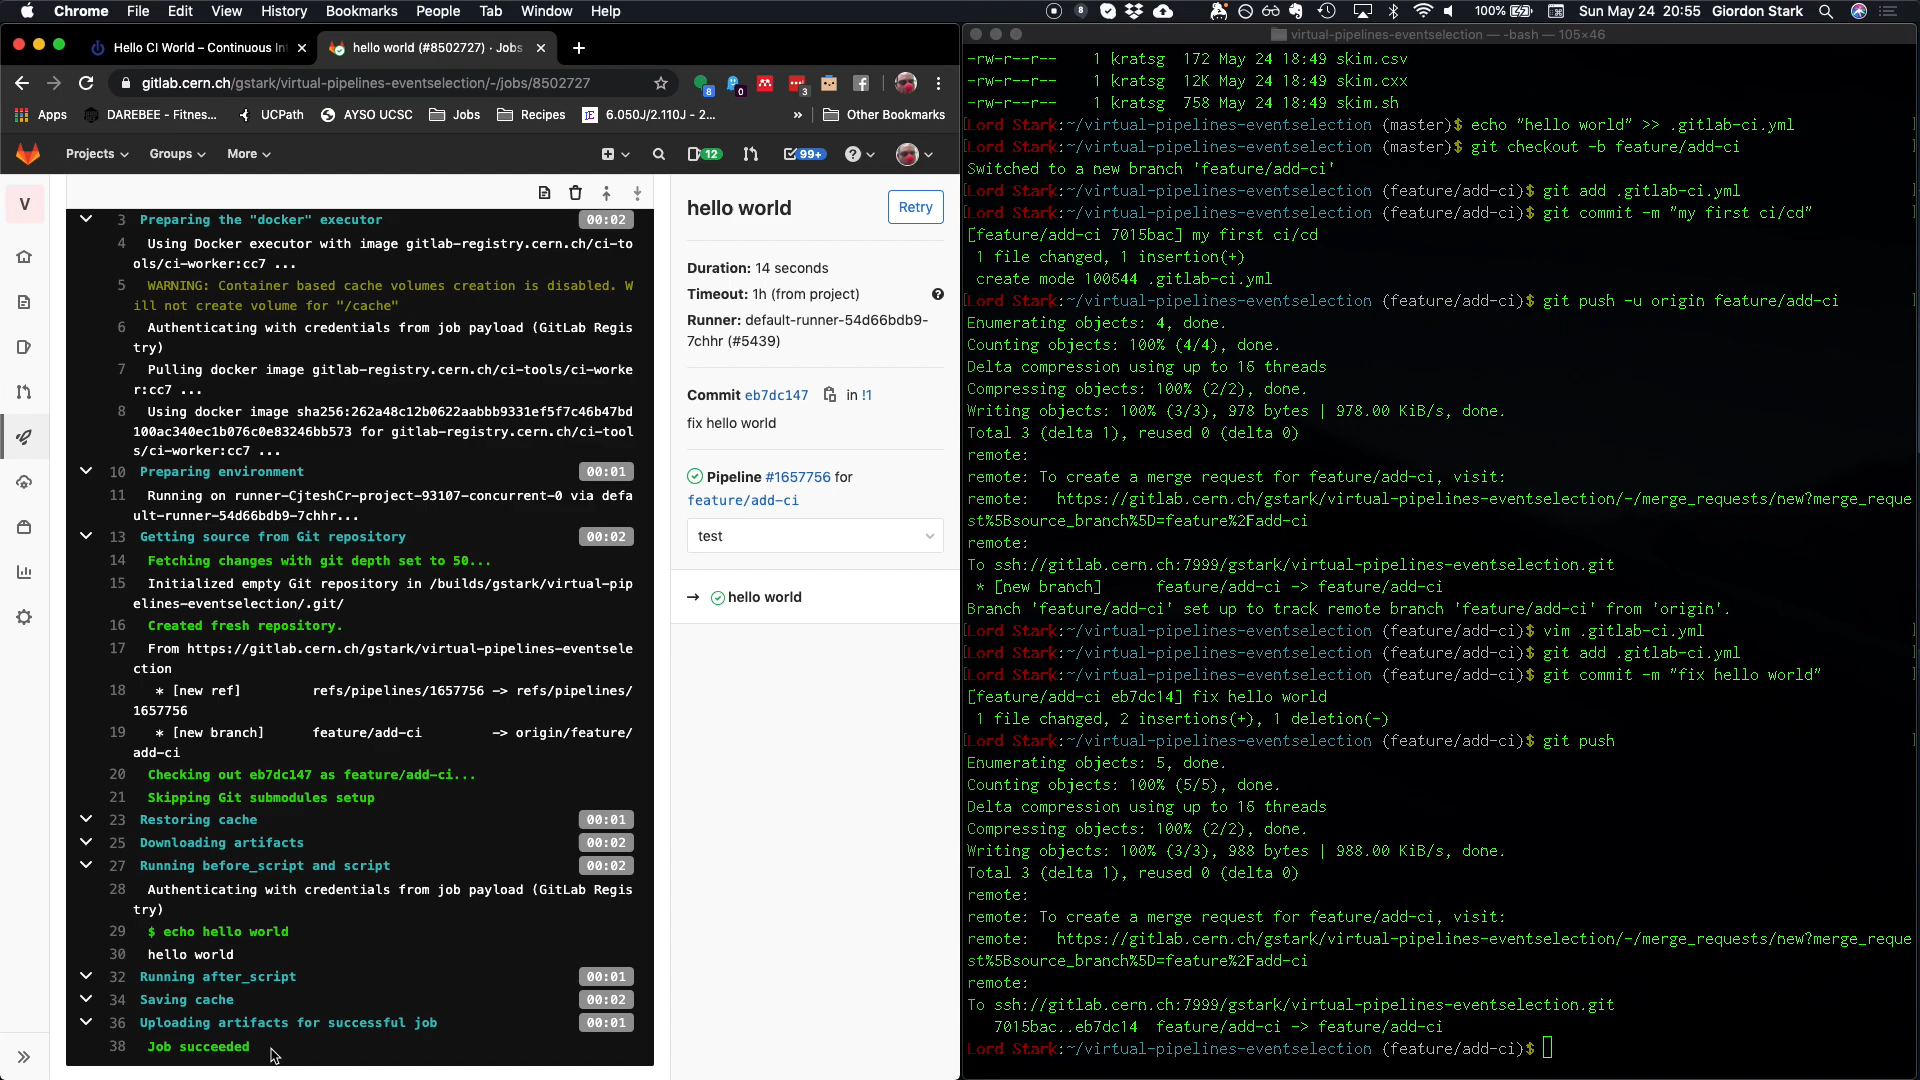 Chrome File Edit View History Bookmarks People Tab Window Help
8 100% Sun May 24 20:55 Giordon Stark
Hello CI World – Continuous Int
hello world (#8502727) · Jobs
gitlab.cern.ch/gstark/virtual-pipelines-eventselection/-/jobs/8502727
8 0 3
Apps DAREBEE - Fitnes... UCPath AYSO UCSC Jobs Recipes 6.050J/2.110J - 2... » Other Bookmarks
Projects Groups More 12 99+
V
3 Preparing the "docker" executor 00:02
4 Using Docker executor with image gitlab-registry.cern.ch/ci-to
ols/ci-worker:cc7 ...
5 WARNING: Container based cache volumes creation is disabled. W
ill not create volume for "/cache"
6 Authenticating with credentials from job payload (GitLab Regis
try)
7 Pulling docker image gitlab-registry.cern.ch/ci-tools/ci-worke
r:cc7 ...
8 Using docker image sha256:262a48c12b0622aabbb9331ef5f7c46b47bd
100ac340ec1b076c0e83246bb573 for gitlab-registry.cern.ch/ci-tool
s/ci-worker:cc7 ...
10 Preparing environment 00:01
11 Running on runner-CjteshCr-project-93107-concurrent-0 via defa
ult-runner-54d66bdb9-7chhr...
13 Getting source from Git repository 00:02
14 Fetching changes with git depth set to 50...
15 Initialized empty Git repository in /builds/gstark/virtual-pip
elines-eventselection/.git/
16 Created fresh repository.
17 From https://gitlab.cern.ch/gstark/virtual-pipelines-eventsele
ction
18 * [new ref] refs/pipelines/1657756 -> refs/pipelines/
1657756
19 * [new branch] feature/add-ci -> origin/feature/
add-ci
20 Checking out eb7dc147 as feature/add-ci...
21 Skipping Git submodules setup
23 Restoring cache 00:01
25 Downloading artifacts 00:02
27 Running before_script and script 00:02
28 Authenticating with credentials from job payload (GitLab Regis
try)
29 $ echo hello world
30 hello world
32 Running after_script 00:01
34 Saving cache 00:02
36 Uploading artifacts for successful job 00:01
38 Job succeeded
hello world
Retry
Duration: 14 seconds
Timeout: 1h (from project)
Runner: default-runner-54d66bdb9-
7chhr (#5439)
Commit eb7dc147 in !1
fix hello world
Pipeline #1657756 for
feature/add-ci
test
→ hello world
virtual-pipelines-eventselection — -bash — 105×46
-rw-r--r-- 1 kratsg 172 May 24 18:49 skim.csv
-rw-r--r-- 1 kratsg 12K May 24 18:49 skim.cxx
-rw-r--r-- 1 kratsg 758 May 24 18:49 skim.sh
[Lord Stark:~/virtual-pipelines-eventselection (master)$ echo "hello world" >> .gitlab-ci.yml ]
[Lord Stark:~/virtual-pipelines-eventselection (master)$ git checkout -b feature/add-ci ]
Switched to a new branch 'feature/add-ci'
[Lord Stark:~/virtual-pipelines-eventselection (feature/add-ci)$ git add .gitlab-ci.yml ]
[Lord Stark:~/virtual-pipelines-eventselection (feature/add-ci)$ git commit -m "my first ci/cd" ]
[feature/add-ci 7015bac] my first ci/cd
1 file changed, 1 insertion(+)
create mode 100644 .gitlab-ci.yml
[Lord Stark:~/virtual-pipelines-eventselection (feature/add-ci)$ git push -u origin feature/add-ci ]
Enumerating objects: 4, done.
Counting objects: 100% (4/4), done.
Delta compression using up to 16 threads
Compressing objects: 100% (2/2), done.
Writing objects: 100% (3/3), 978 bytes | 978.00 KiB/s, done.
Total 3 (delta 1), reused 0 (delta 0)
remote:
remote: To create a merge request for feature/add-ci, visit:
remote: https://gitlab.cern.ch/gstark/virtual-pipelines-eventselection/-/merge_requests/new?merge_reque
st%5Bsource_branch%5D=feature%2Fadd-ci
remote:
To ssh://gitlab.cern.ch:7999/gstark/virtual-pipelines-eventselection.git
* [new branch] feature/add-ci -> feature/add-ci
Branch 'feature/add-ci' set up to track remote branch 'feature/add-ci' from 'origin'.
[Lord Stark:~/virtual-pipelines-eventselection (feature/add-ci)$ vim .gitlab-ci.yml ]
[Lord Stark:~/virtual-pipelines-eventselection (feature/add-ci)$ git add .gitlab-ci.yml ]
[Lord Stark:~/virtual-pipelines-eventselection (feature/add-ci)$ git commit -m "fix hello world" ]
[feature/add-ci eb7dc14] fix hello world
1 file changed, 2 insertions(+), 1 deletion(-)
[Lord Stark:~/virtual-pipelines-eventselection (feature/add-ci)$ git push ]
Enumerating objects: 5, done.
Counting objects: 100% (5/5), done.
Delta compression using up to 16 threads
Compressing objects: 100% (2/2), done.
Writing objects: 100% (3/3), 988 bytes | 988.00 KiB/s, done.
Total 3 (delta 1), reused 0 (delta 0)
remote:
remote: To create a merge request for feature/add-ci, visit:
remote: https://gitlab.cern.ch/gstark/virtual-pipelines-eventselection/-/merge_requests/new?merge_reque
st%5Bsource_branch%5D=feature%2Fadd-ci
remote:
To ssh://gitlab.cern.ch:7999/gstark/virtual-pipelines-eventselection.git
7015bac..eb7dc14 feature/add-ci -> feature/add-ci
Lord Stark:~/virtual-pipelines-eventselection (feature/add-ci)$